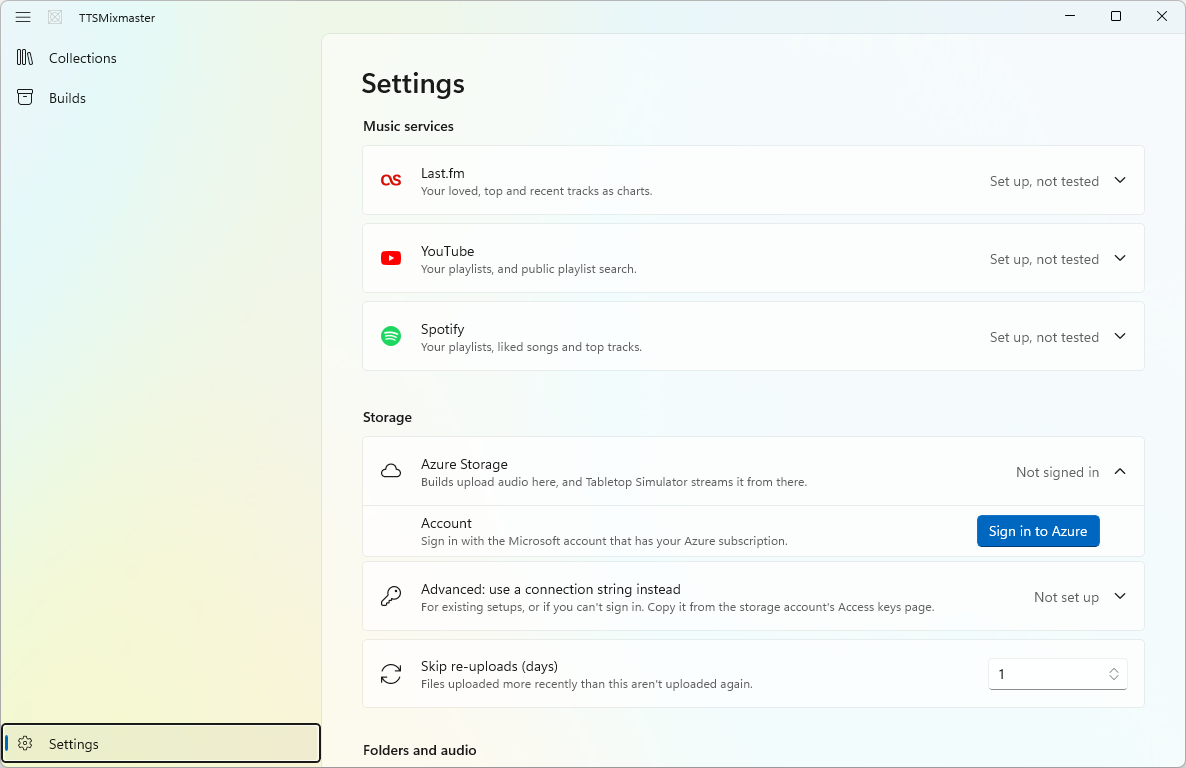 TTSMixmaster
Collections
Builds
Settings
Settings
Music services
Last.fm
Your loved, top and recent tracks as charts.
Set up, not tested
YouTube
Your playlists, and public playlist search.
Set up, not tested
Spotify
Your playlists, liked songs and top tracks.
Set up, not tested
Storage
Azure Storage
Builds upload audio here, and Tabletop Simulator streams it from there.
Not signed in
Account
Sign in with the Microsoft account that has your Azure subscription.
Sign in to Azure
Advanced: use a connection string instead
For existing setups, or if you can't sign in. Copy it from the storage account's Access keys page.
Not set up
Skip re-uploads (days)
Files uploaded more recently than this aren't uploaded again.
1
Folders and audio